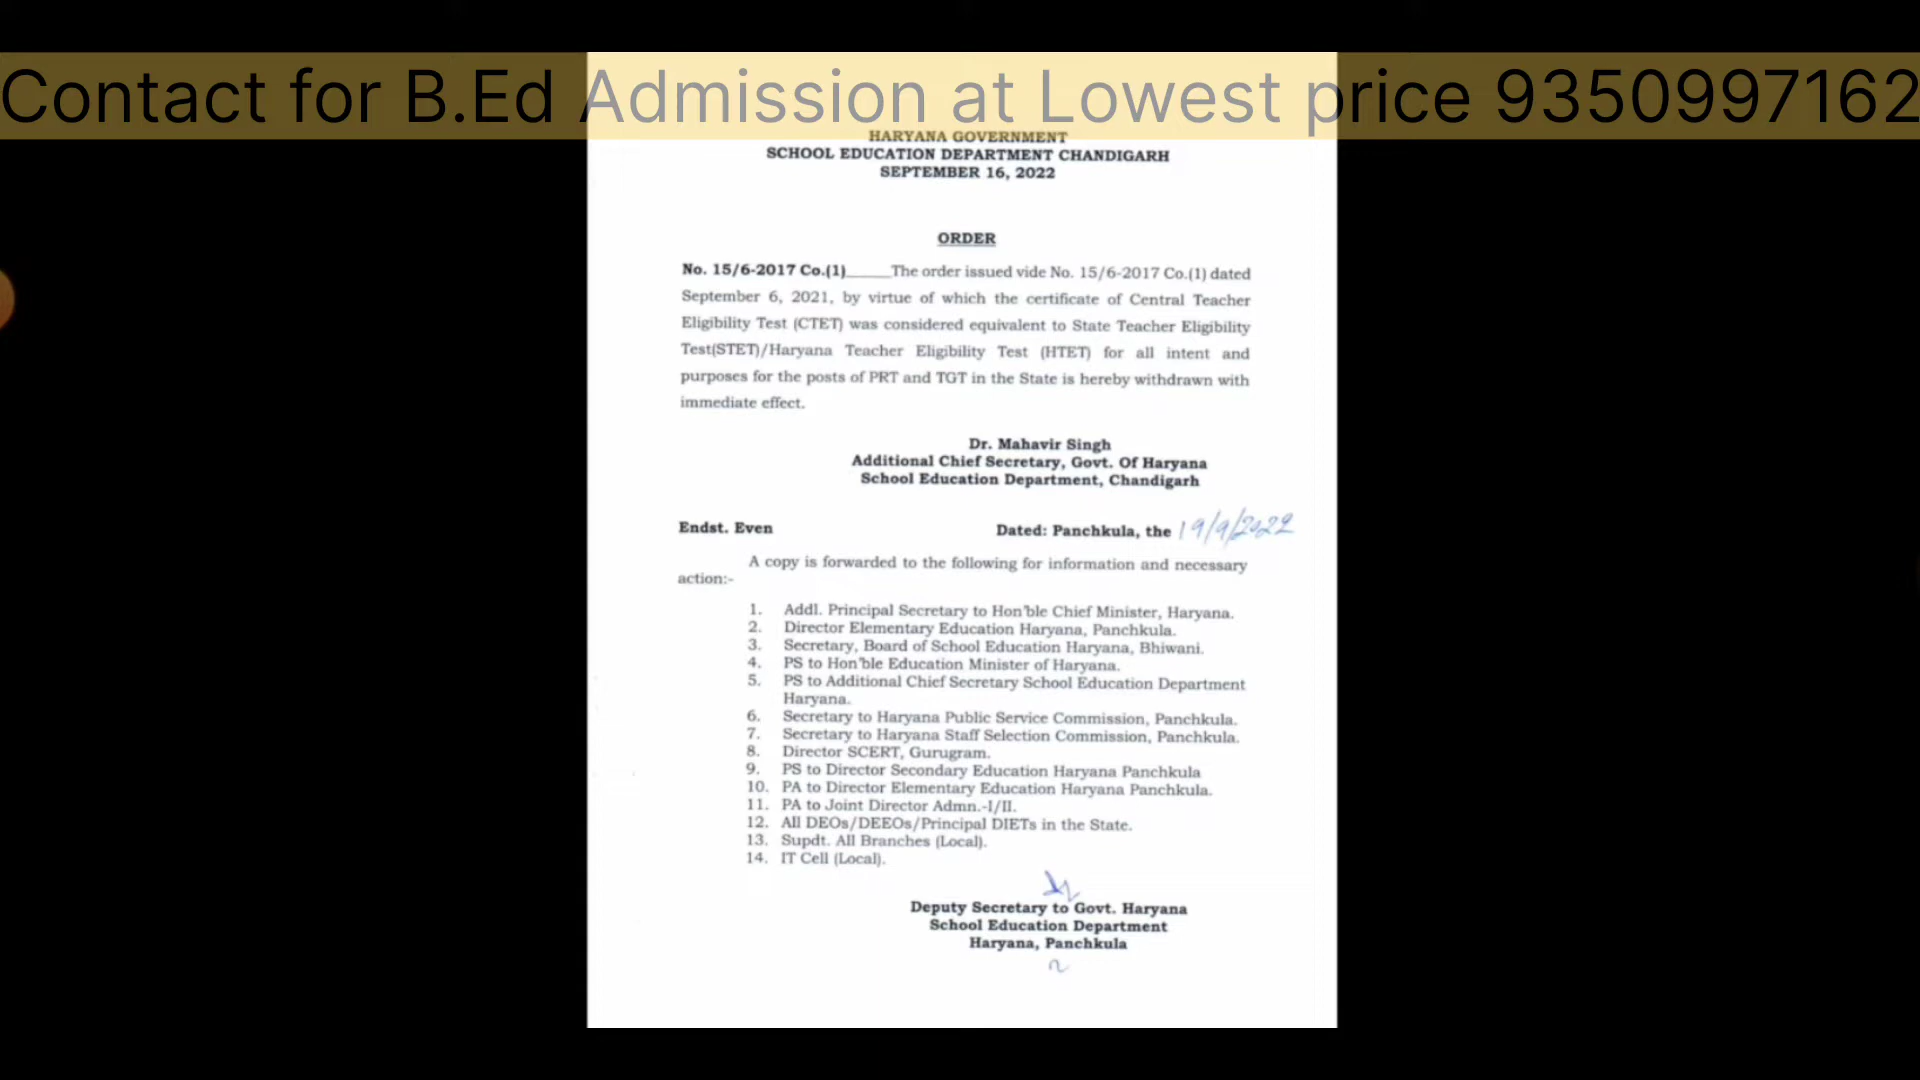 Contact for B.Ed Admission at Lowest price 9350997162
HARYANA GOVERNMENT
SCHOOL EDUCATION DEPARTMENT CHANDIGARH
SEPTEMBER 16, 2022
ORDER
No. 15/6-2017 Co.(1)_____The order issued vide No. 15/6-2017 Co.(1) dated
September 6, 2021, by virtue of which the certificate of Central Teacher
Eligibility Test (CTET) was considered equivalent to State Teacher Eligibility
Test(STET)/Haryana Teacher Eligibility Test (HTET) for all intent and
purposes for the posts of PRT and TGT in the State is hereby withdrawn with
immediate effect.
Dr. Mahavir Singh
Additional Chief Secretary, Govt. Of Haryana
School Education Department, Chandigarh
Endst. Even Dated: Panchkula, the 19/9/2022
A copy is forwarded to the following for information and necessary
action:-
1. Addl. Principal Secretary to Hon'ble Chief Minister, Haryana.
2. Director Elementary Education Haryana, Panchkula.
3. Secretary, Board of School Education Haryana, Bhiwani.
4. PS to Hon'ble Education Minister of Haryana.
5. PS to Additional Chief Secretary School Education Department
Haryana.
6. Secretary to Haryana Public Service Commission, Panchkula.
7. Secretary to Haryana Staff Selection Commission, Panchkula.
8. Director SCERT, Gurugram.
9. PS to Director Secondary Education Haryana Panchkula
10. PA to Director Elementary Education Haryana Panchkula.
11. PA to Joint Director Admn.-I/II.
12. All DEOs/DEEOs/Principal DIETs in the State.
13. Supdt. All Branches (Local).
14. IT Cell (Local).
Deputy Secretary to Govt. Haryana
School Education Department
Haryana, Panchkula